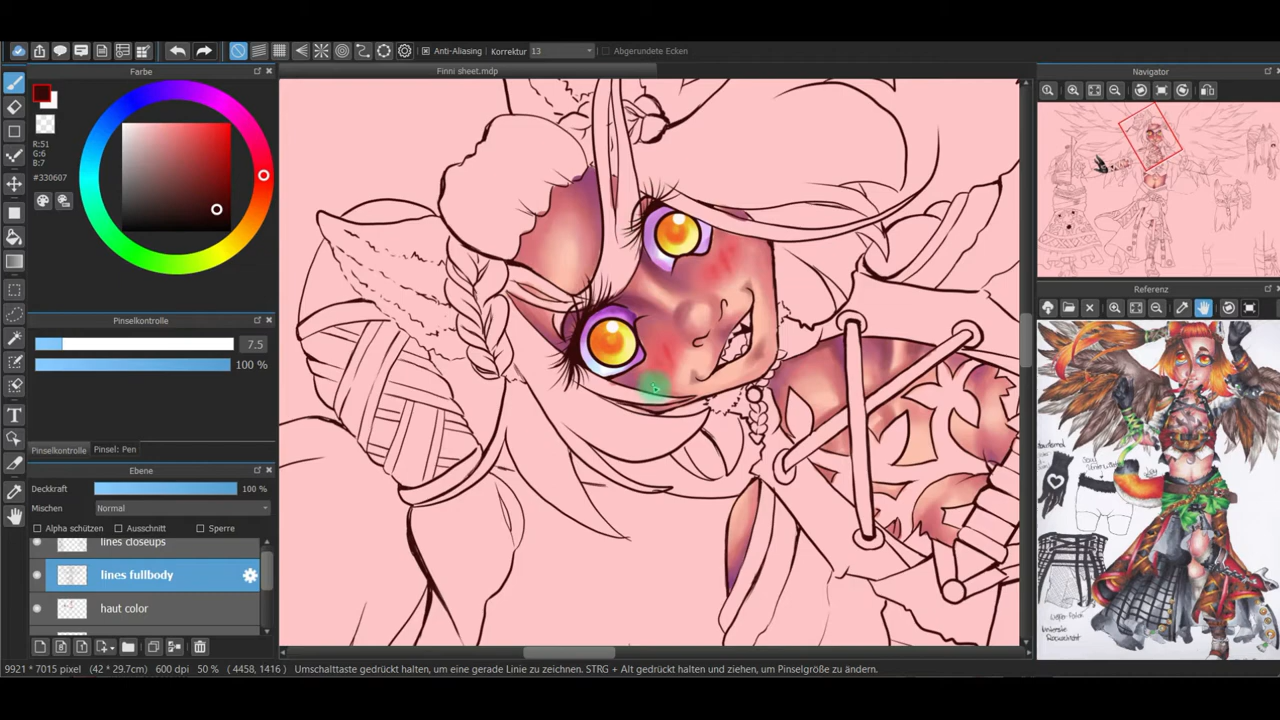 Anti-Aliasing Korrektur 13 Abgerundete Ecken
Farbe
Finni sheet.mdp
Navigator
R:51
G:6
B:7
#330607
Referenz
Pinselkontrolle
7.5
100 %
Pinselkontrolle Pinsel: Pen
Ebene
Deckkraft 100 %
Mischen Normal
Alpha schützen Ausschnitt Sperre
lines closeups
lines fullbody
haut color
9921 * 7015 pixel (42 * 29.7cm) 600 dpi 50 % ( 4458, 1416 ) Umschalttaste gedrückt halten, um eine gerade Linie zu zeichnen. STRG + Alt gedrückt halten und ziehen, um Pinselgröße zu ändern.